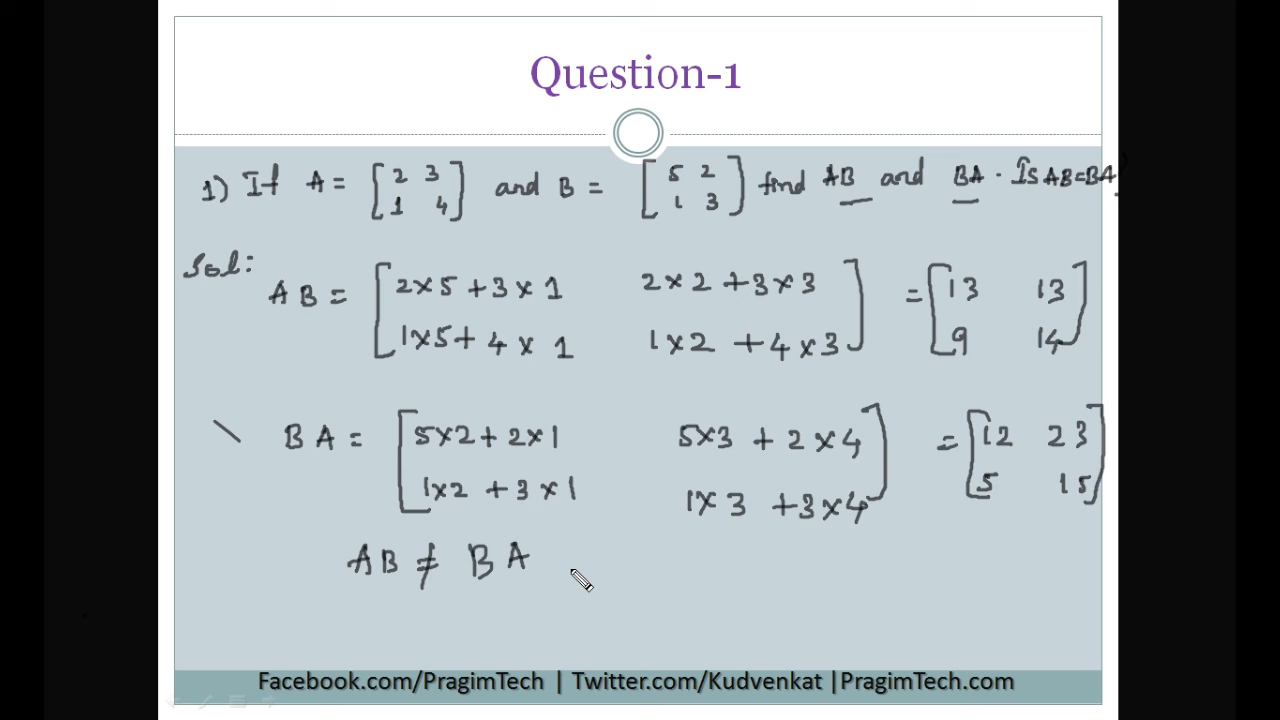 Question-1
1) If A = [2 3 1 4] and B = [5 2 1 3] find AB and BA. Is AB=BA?
Sol:
AB = [2×5+3×1 2×2+3×3 = [13 13
1×5+4×1 1×2+4×3] 9 14]
BA = [5×2+2×1 5×3+2×4 = [12 23
1×2+3×1 1×3+3×4] 5 15]
AB ≠ BA
Facebook.com/PragimTech | Twitter.com/Kudvenkat |PragimTech.com